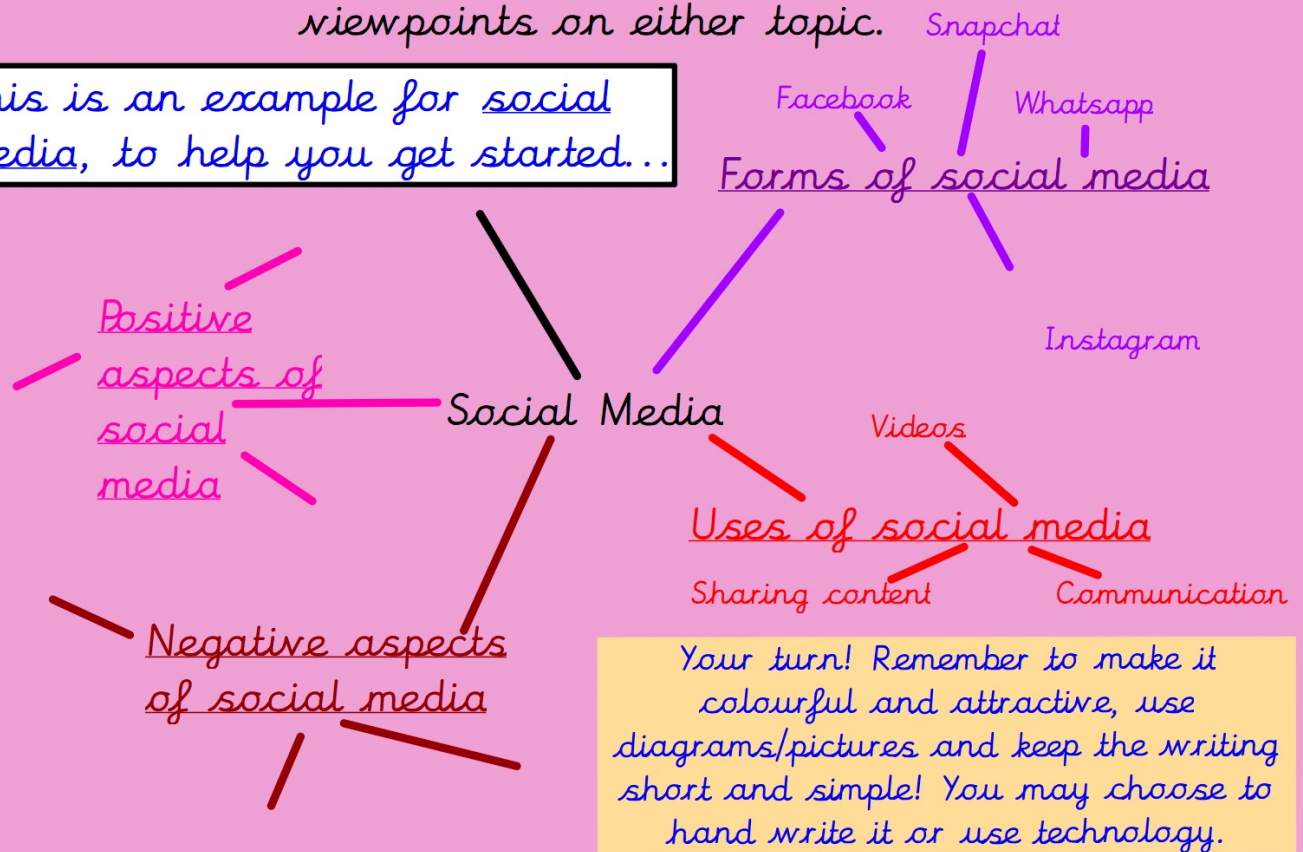 viewpoints on either topic.
Snapchat
Facebook
Whatsapp
his is an example for social
edia, to help you get started...
Forms of social media
Positive
aspects of
social
media
Instagram
Social Media
Videos
Uses of social media
Sharing content
Communication
Negative aspects
of social media
Your turn! Remember to make it
colourful and attractive, use
diagrams/pictures and keep the writing
short and simple! You may choose to
hand write it or use technology.